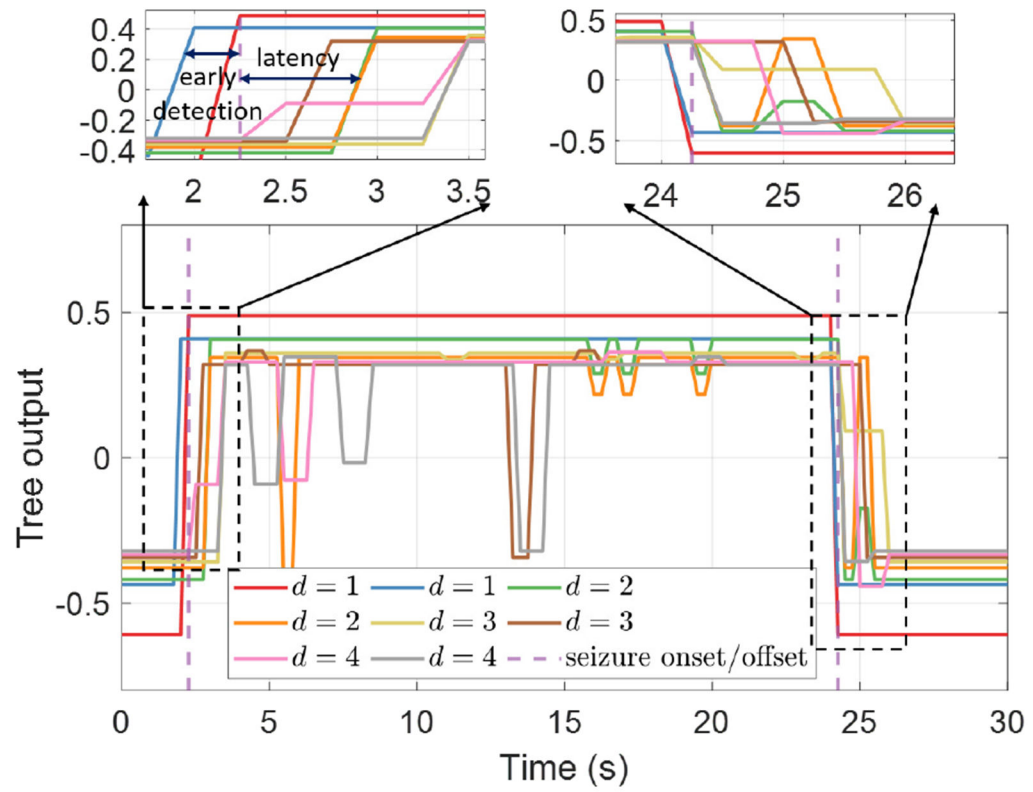 0.4
0.2
0
-0.2
-0.4
early
detection
latency
2 2.5 3 3.5
0.5
0
-0.5
24 25 26
Tree output
0.5
0
-0.5
d = 1 d = 1 d = 2
d = 2 d = 3 d = 3
d = 4 d = 4 seizure onset/offset
0 5 10 15 20 25 30
Time (s)